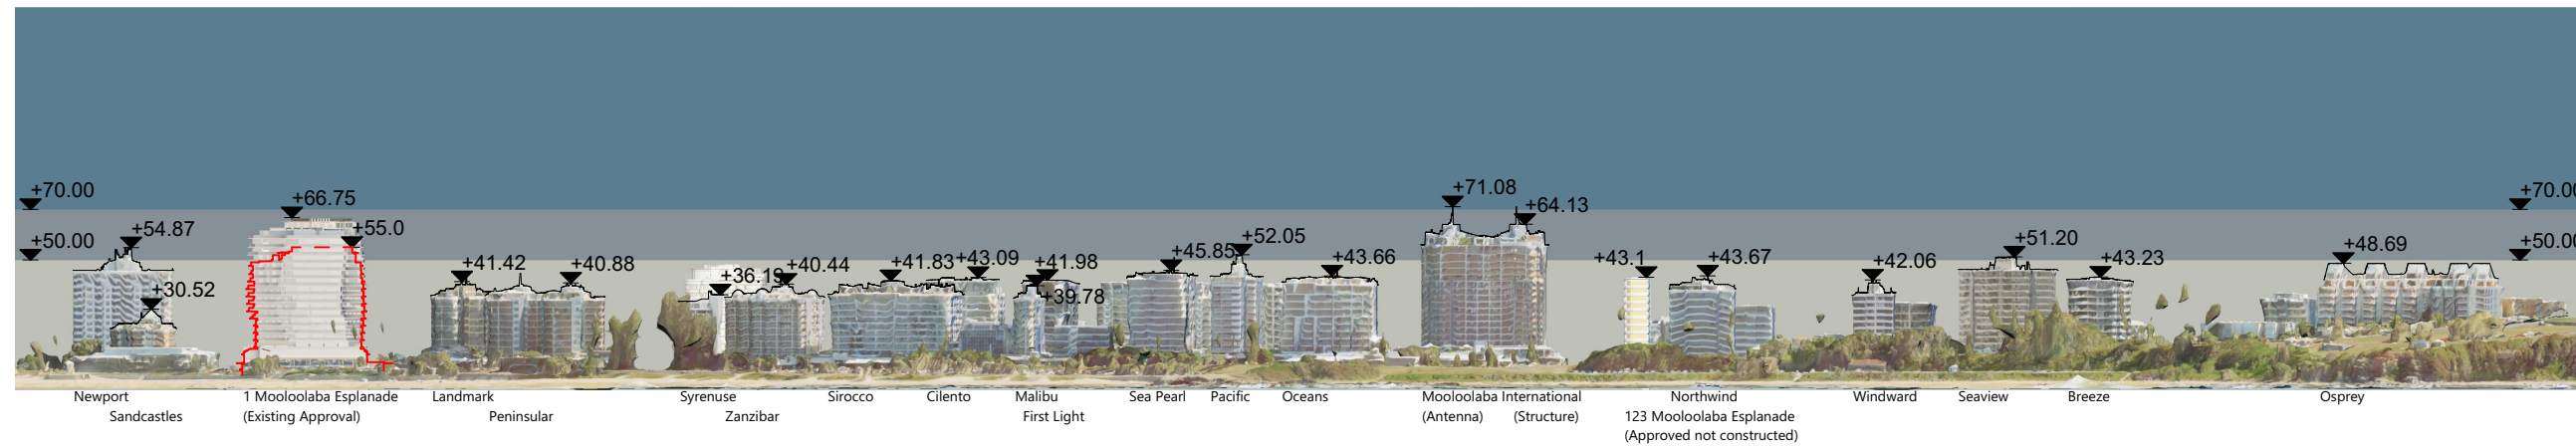 +70.00
+50.00
+54.87
+30.52
+66.75
+55.0
+41.42
+40.88
+36.19
+40.44
+41.83
+43.09
+41.98
+39.78
+45.85
+52.05
+43.66
+71.08
+64.13
+43.1
+43.67
+42.06
+51.20
+43.23
+48.69
+70.00
+50.00
Newport
Sandcastles
1 Mooloolaba Esplanade
(Existing Approval)
Landmark
Peninsular
Syrenuse
Zanzibar
Sirocco
Cilento
Malibu
First Light
Sea Pearl
Pacific
Oceans
Mooloolaba International
(Antenna) (Structure)
Northwind
123 Mooloolaba Esplanade
(Approved not constructed)
Windward
Seaview
Breeze
Osprey